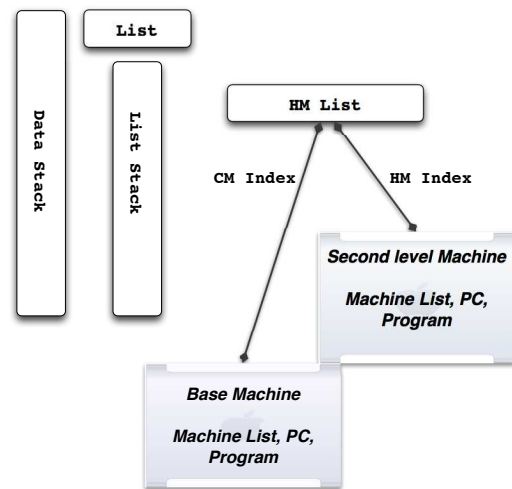 List
Data Stack
List Stack
HM List
CM Index
HM Index
Second level Machine
Machine List, PC,
Program
Base Machine
Machine List, PC,
Program